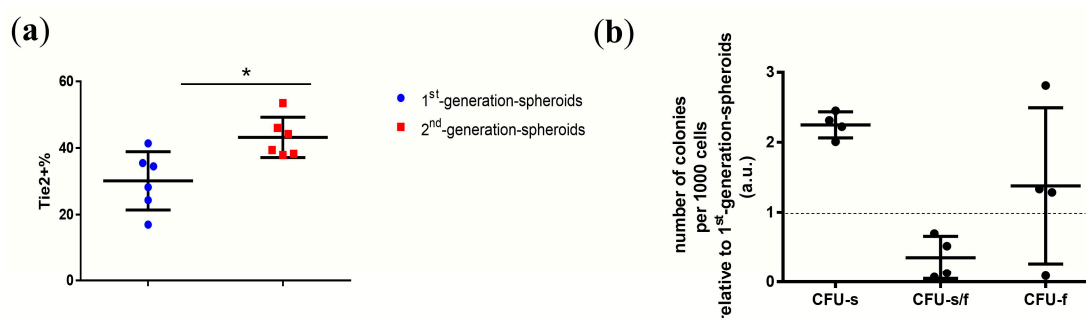 (a)
*
60
40
20
0
Tie2+%
1st-generation-spheroids
2nd-generation-spheroids
(b)
number of colonies
per 1000 cells
relative to 1st-generation-spheroids
(a.u.)
3
2
1
0
CFU-s
CFU-s/f
CFU-f